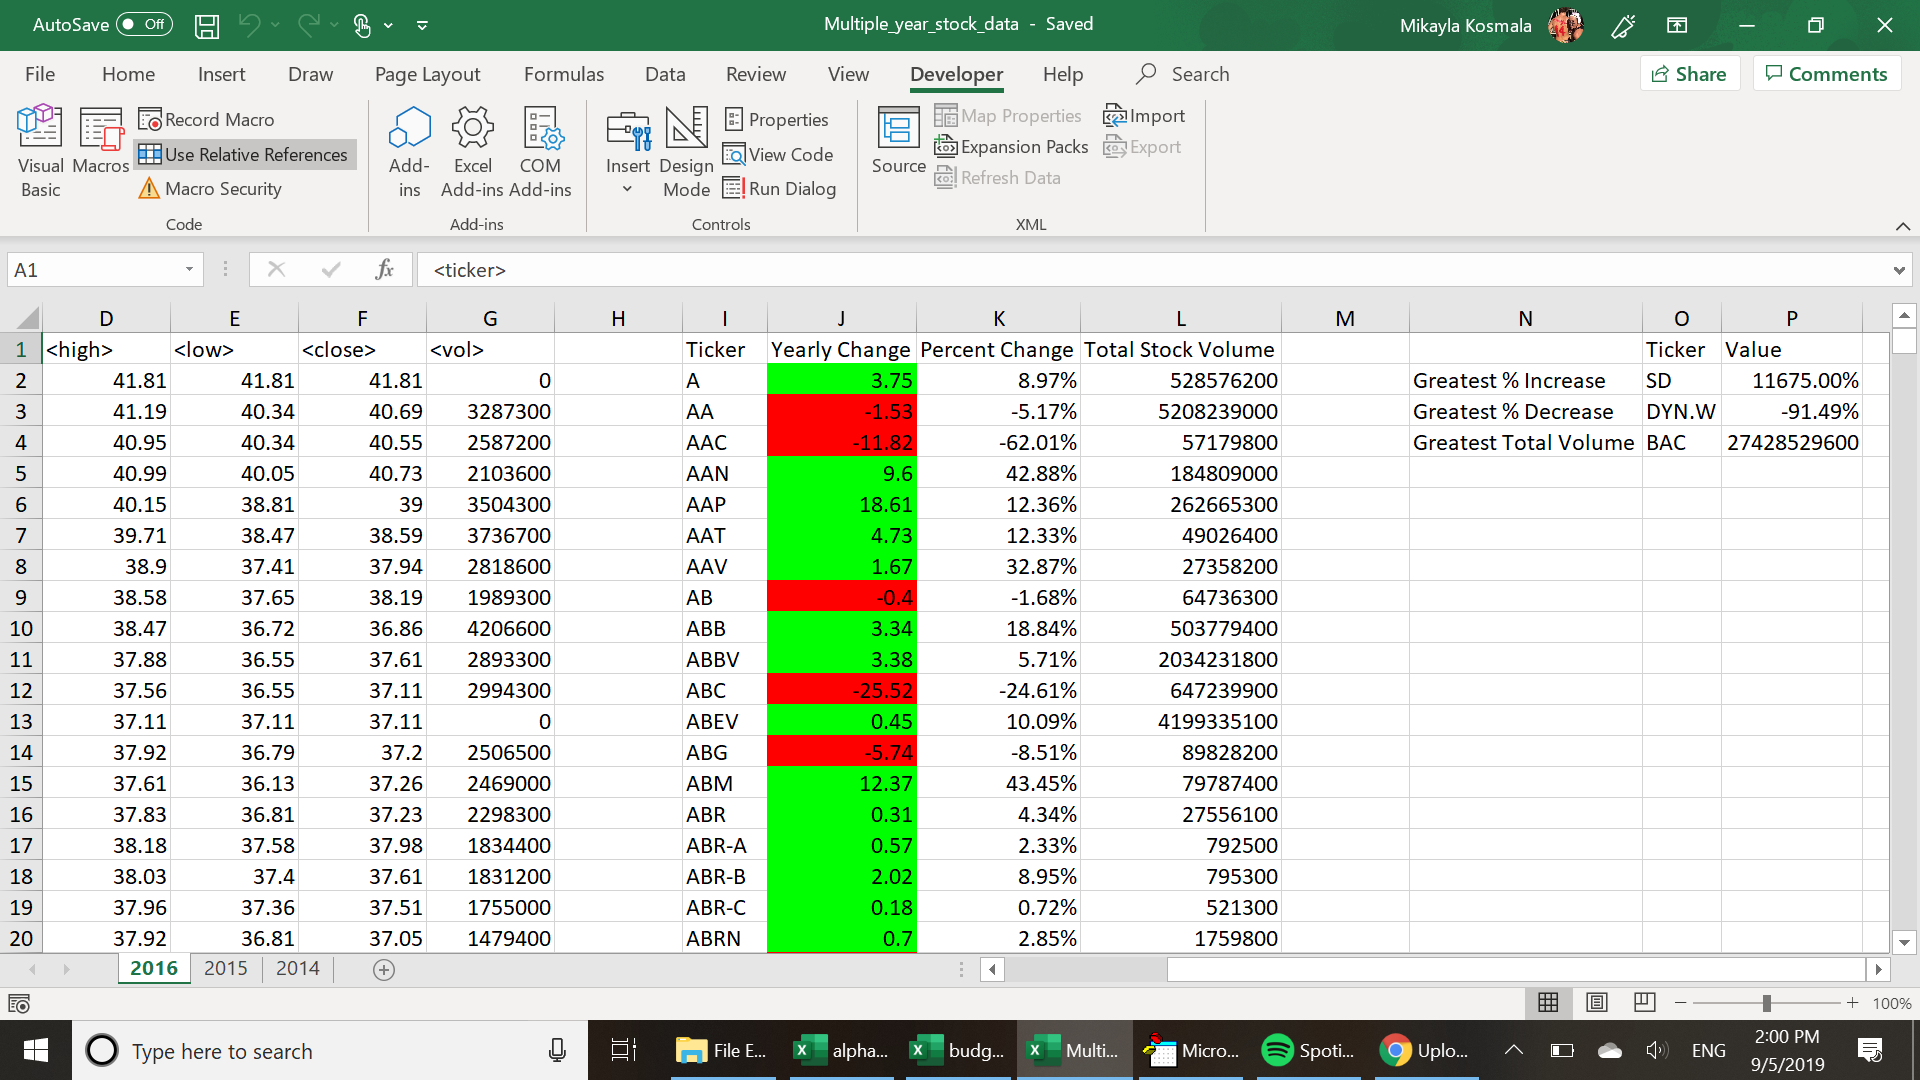 AutoSave Off Multiple_year_stock_data - Saved Mikayla Kosmala
File Home Insert Draw Page Layout Formulas Data Review View Developer Help Search Share Comments
Visual Basic
Macros
Record Macro
Use Relative References
Macro Security
Code
Add-ins
Excel Add-ins
COM Add-ins
Add-ins
Insert
Design Mode
Properties
View Code
Run Dialog
Controls
Source
Map Properties
Expansion Packs
Refresh Data
Import
Export
XML
A1 fx <ticker>
D E F G H I J K L M N O P
1 <high> <low> <close> <vol> Ticker Yearly Change Percent Change Total Stock Volume Ticker Value
2 41.81 41.81 41.81 0 A 3.75 8.97% 528576200 Greatest % Increase SD 11675.00%
3 41.19 40.34 40.69 3287300 AA -1.53 -5.17% 5208239000 Greatest % Decrease DYN.W -91.49%
4 40.95 40.34 40.55 2587200 AAC -11.82 -62.01% 57179800 Greatest Total Volume BAC 27428529600
5 40.99 40.05 40.73 2103600 AAN 9.6 42.88% 184809000
6 40.15 38.81 39 3504300 AAP 18.61 12.36% 262665300
7 39.71 38.47 38.59 3736700 AAT 4.73 12.33% 49026400
8 38.9 37.41 37.94 2818600 AAV 1.67 32.87% 27358200
9 38.58 37.65 38.19 1989300 AB -0.4 -1.68% 64736300
10 38.47 36.72 36.86 4206600 ABB 3.34 18.84% 503779400
11 37.88 36.55 37.61 2893300 ABBV 3.38 5.71% 2034231800
12 37.56 36.55 37.11 2994300 ABC -25.52 -24.61% 647239900
13 37.11 37.11 37.11 0 ABEV 0.45 10.09% 4199335100
14 37.92 36.79 37.2 2506500 ABG -5.74 -8.51% 89828200
15 37.61 36.13 37.26 2469000 ABM 12.37 43.45% 79787400
16 37.83 36.81 37.23 2298300 ABR 0.31 4.34% 27556100
17 38.18 37.58 37.98 1834400 ABR-A 0.57 2.33% 792500
18 38.03 37.4 37.61 1831200 ABR-B 2.02 8.95% 795300
19 37.96 37.36 37.51 1755000 ABR-C 0.18 0.72% 521300
20 37.92 36.81 37.05 1479400 ABRN 0.7 2.85% 1759800
2016 2015 2014
100%
Type here to search File E... alpha... budg... Multi... Micro... Spoti... Uplo... ENG 2:00 PM
9/5/2019